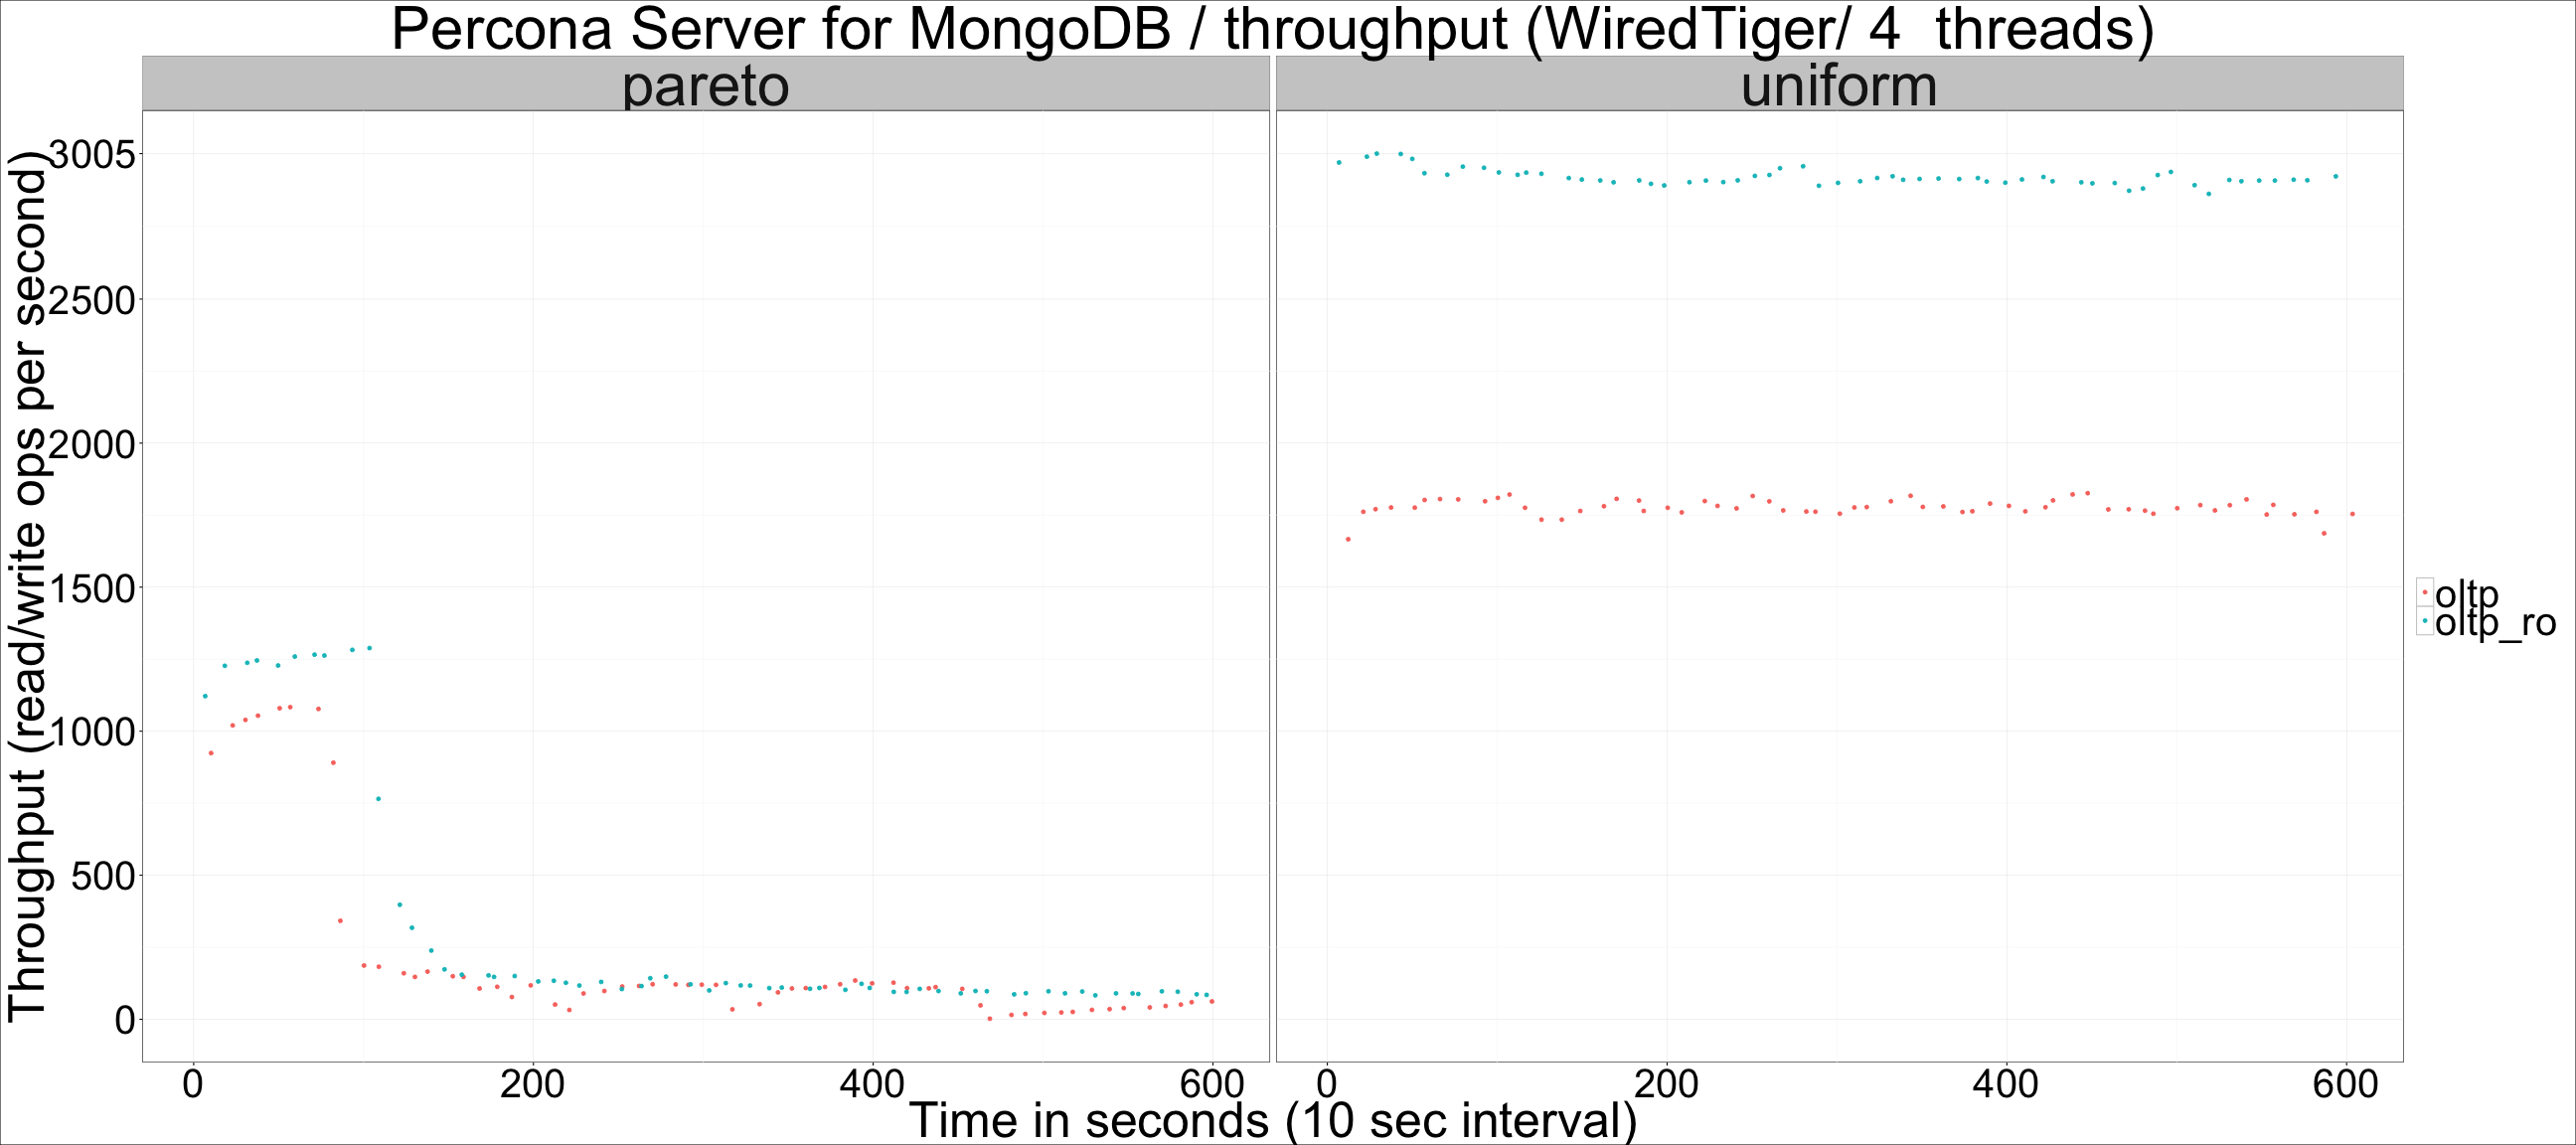 Percona Server for MongoDB / throughput (WiredTiger/ 4  threads)
pareto
uniform
Throughput (read/write ops per second)
3005
2500
2000
1500
1000
500
0
0 200 400 600
0 200 400 600
Time in seconds (10 sec interval)
oltp
oltp_ro